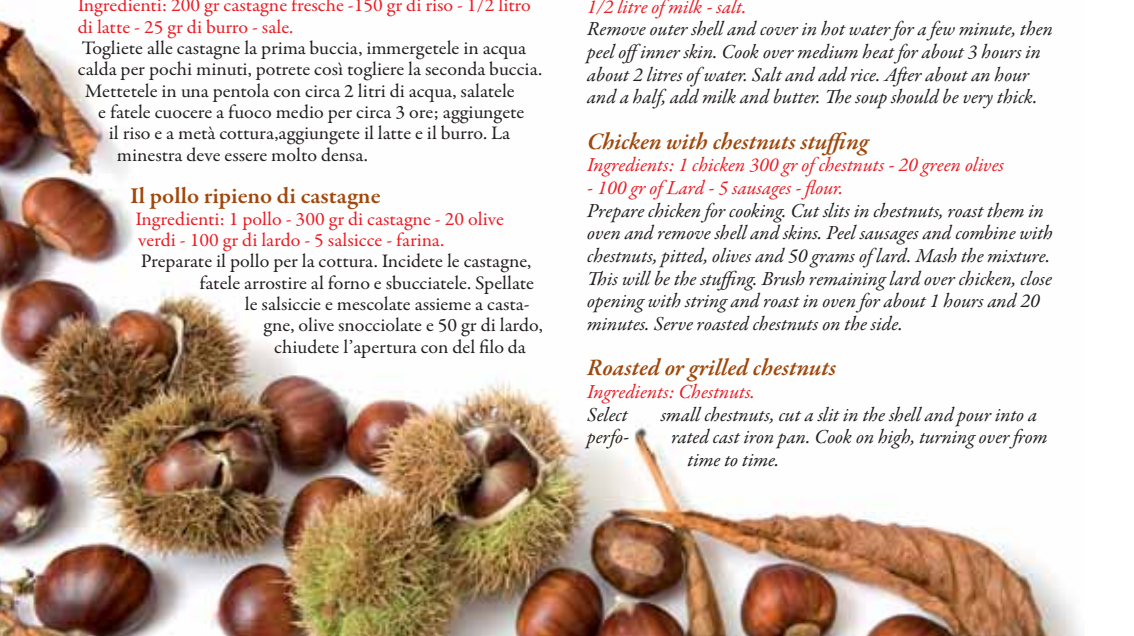 Ingredienti: 200 gr castagne fresche -150 gr di riso - 1/2 litro
di latte - 25 gr di burro - sale.
Togliete alle castagne la prima buccia, immergetele in acqua
calda per pochi minuti, potrete così togliere la seconda buccia.
Mettetele in una pentola con circa 2 litri di acqua, salatele
e fatele cuocere a fuoco medio per circa 3 ore; aggiungete
il riso e a metà cottura,aggiungete il latte e il burro. La
minestra deve essere molto densa.
Il pollo ripieno di castagne
Ingredienti: 1 pollo - 300 gr di castagne - 20 olive
verdi - 100 gr di lardo - 5 salsicce - farina.
Preparate il pollo per la cottura. Incidete le castagne,
fatele arrostire al forno e sbucciatele. Spellate
le salsiccie e mescolate assieme a casta-
gne, olive snocciolate e 50 gr di lardo,
chiudete l'apertura con del filo da
1/2 litre of milk - salt.
Remove outer shell and cover in hot water for a few minute, then
peel off inner skin. Cook over medium heat for about 3 hours in
about 2 litres of water. Salt and add rice. After about an hour
and a half, add milk and butter. The soup should be very thick.
Chicken with chestnuts stuffing
Ingredients: 1 chicken 300 gr of chestnuts - 20 green olives
- 100 gr of Lard - 5 sausages - flour.
Prepare chicken for cooking. Cut slits in chestnuts, roast them in
oven and remove shell and skins. Peel sausages and combine with
chestnuts, pitted, olives and 50 grams of lard. Mash the mixture.
This will be the stuffing. Brush remaining lard over chicken, close
opening with string and roast in oven for about 1 hours and 20
minutes. Serve roasted chestnuts on the side.
Roasted or grilled chestnuts
Ingredients: Chestnuts.
Select small chestnuts, cut a slit in the shell and pour into a
perfo- rated cast iron pan. Cook on high, turning over from
time to time.